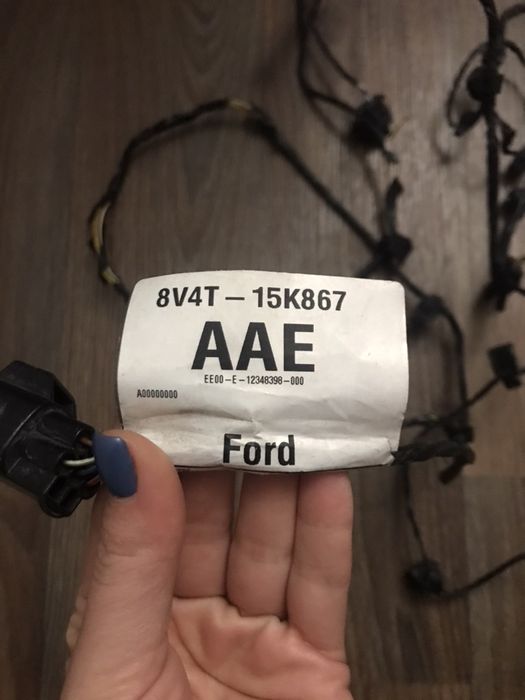 8V4T – 15K867
AAE
EE00-E-12348398-000
A00000000
Ford